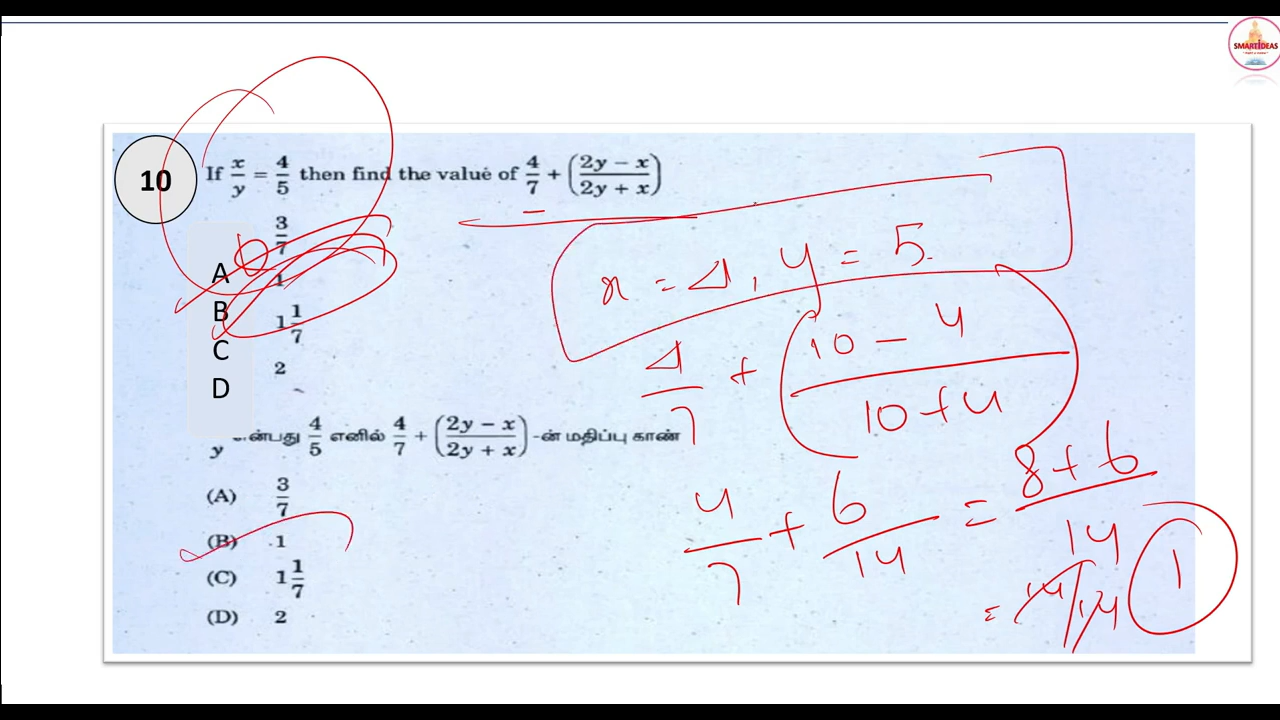 SMART IDEAS
10
If x/y = 4/5 then find the value of 4/7 + ((2y − x)/(2y + x))
A 3/7
B 1
C 1 1/7
D 2
x = 4, y = 5.
4/7 + ((10 − 4)/(10 + 4))
4/7 + 6/14 = (8 + 6)/14
= 14/14 1
y என்பது 4/5 எனில் 4/7 + ((2y − x)/(2y + x)) -ன் மதிப்பு காண்
(A) 3/7
(B) 1
(C) 1 1/7
(D) 2